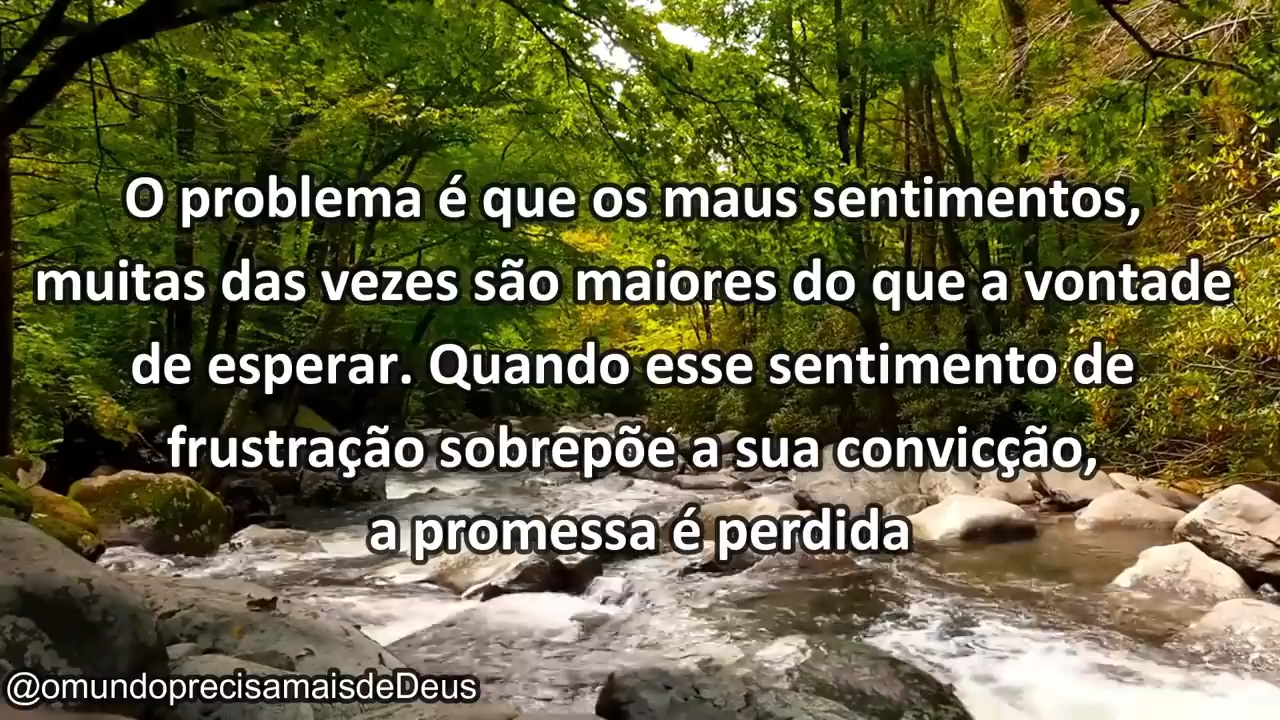 O problema é que os maus sentimentos,
muitas das vezes são maiores do que a vontade
de esperar. Quando esse sentimento de
frustração sobrepõe a sua convicção,
a promessa é perdida
@omundoprecisamaisdeDeus